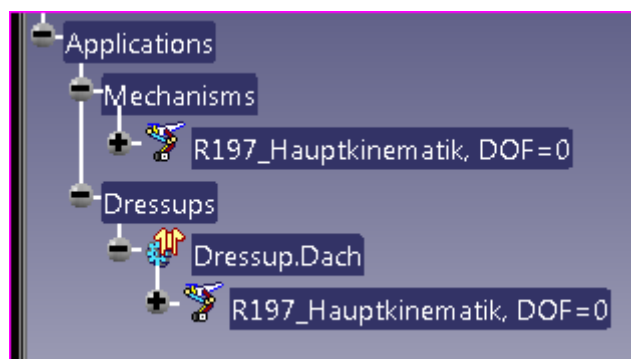 Applications
Mechanisms
R197_Hauptkinematik, DOF=0
Dressups
Dressup.Dach
R197_Hauptkinematik, DOF=0